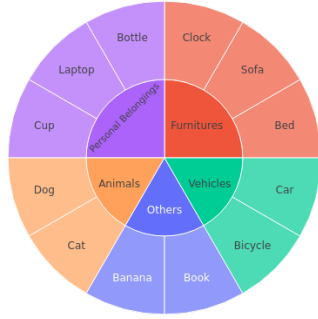 Bottle
Clock
Laptop
Sofa
Cup
Personal Belongings
Furnitures
Bed
Dog
Animals
Vehicles
Car
Others
Cat
Bicycle
Banana
Book